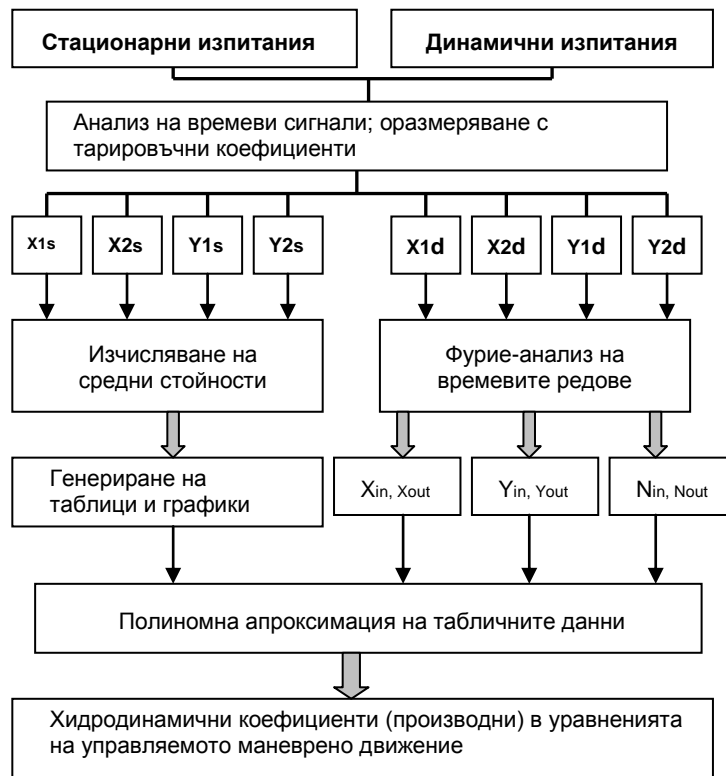 Стационарни изпитания
Динамични изпитания
Анализ на времеви сигнали; оразмеряване с
тарировъчни коефициенти
X1s
X2s
Y1s
Y2s
X1d
X2d
Y1d
Y2d
Изчисляване на
средни стойности
Фурие-анализ на
времевите редове
Генериране на
таблици и графики
Xin, Xout
Yin, Yout
Nin, Nout
Полиномна апроксимация на табличните данни
Хидродинамични коефициенти (производни) в уравненията
на управляемото маневрено движение